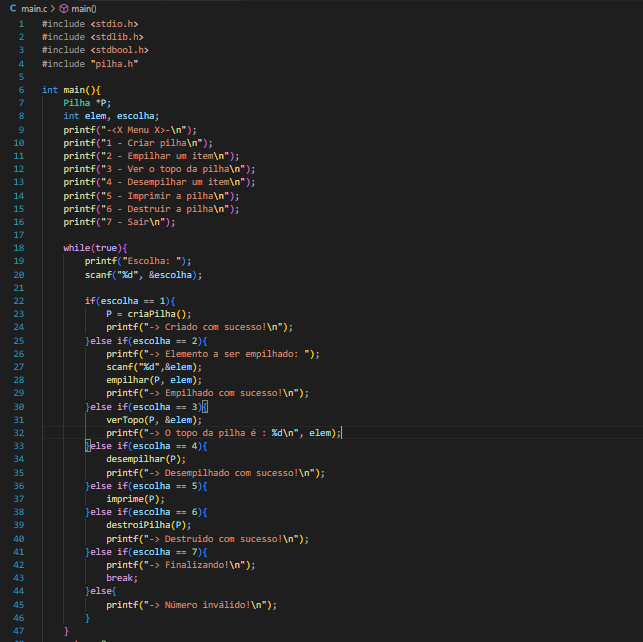 C main.c > main()
1 #include <stdio.h>
2 #include <stdlib.h>
3 #include <stdbool.h>
4 #include "pilha.h"
5
6 int main(){
7     Pilha *P;
8     int elem, escolha;
9     printf("-<X Menu X>-\n");
10     printf("1 - Criar pilha\n");
11     printf("2 - Empilhar um item\n");
12     printf("3 - Ver o topo da pilha\n");
13     printf("4 - Desempilhar um item\n");
14     printf("5 - Imprimir a pilha\n");
15     printf("6 - Destruir a pilha\n");
16     printf("7 - Sair\n");
17
18     while(true){
19         printf("Escolha: ");
20         scanf("%d", &escolha);
21
22         if(escolha == 1){
23             P = criaPilha();
24             printf("-> Criado com sucesso!\n");
25         }else if(escolha == 2){
26             printf("-> Elemento a ser empilhado: ");
27             scanf("%d",&elem);
28             empilhar(P, elem);
29             printf("-> Empilhado com sucesso!\n");
30         }else if(escolha == 3){
31             verTopo(P, &elem);
32             printf("-> O topo da pilha é : %d\n", elem);
33         }else if(escolha == 4){
34             desempilhar(P);
35             printf("-> Desempilhado com sucesso!\n");
36         }else if(escolha == 5){
37             imprime(P);
38         }else if(escolha == 6){
39             destroiPilha(P);
40             printf("-> Destruido com sucesso!\n");
41         }else if(escolha == 7){
42             printf("-> Finalizando!\n");
43             break;
44         }else{
45             printf("-> Número inválido!\n");
46         }
47     }